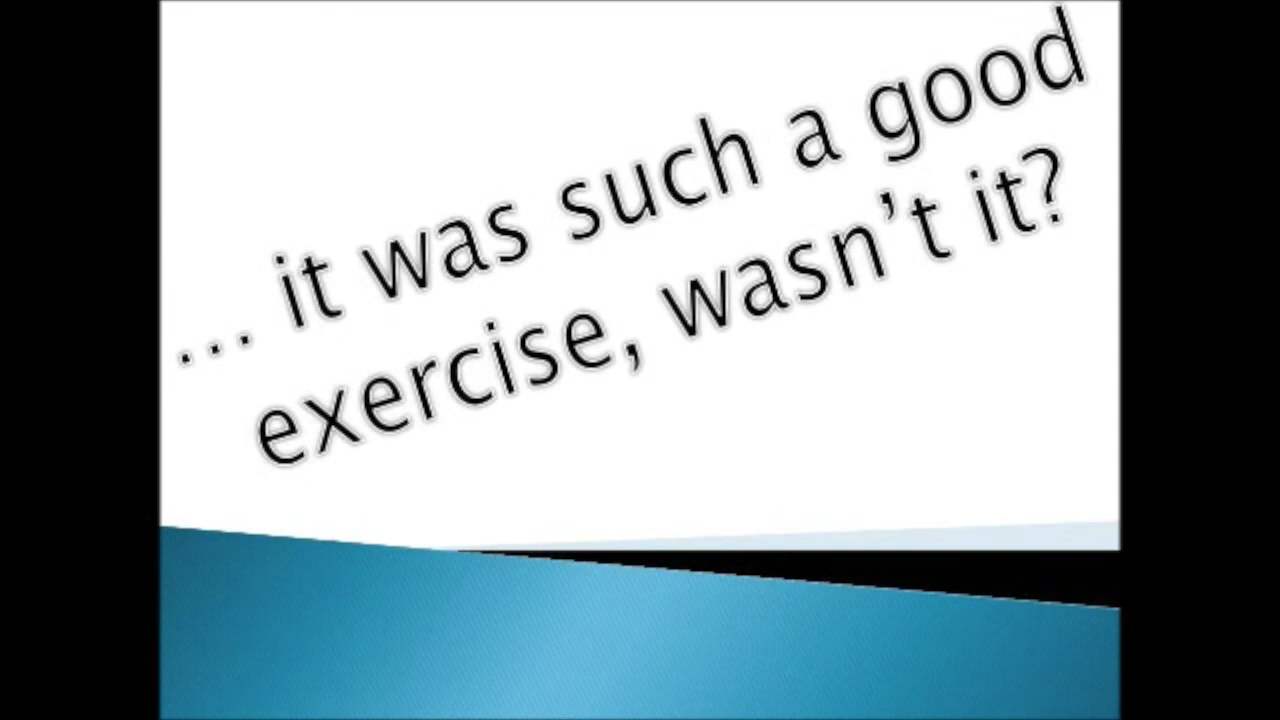 ... it was such a good
exercise, wasn’t it?